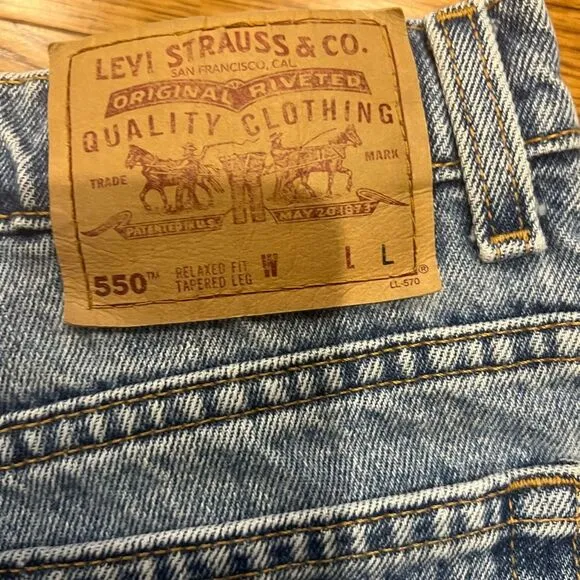 LEVI STRAUSS & CO.
SAN FRANCISCO, CAL
ORIGINAL RIVETED
QUALITY CLOTHING
TRADE MARK
PATENTED IN U.S. MAY 20 1873
550™ RELAXED FIT W L L
TAPERED LEG
LL-570 ®